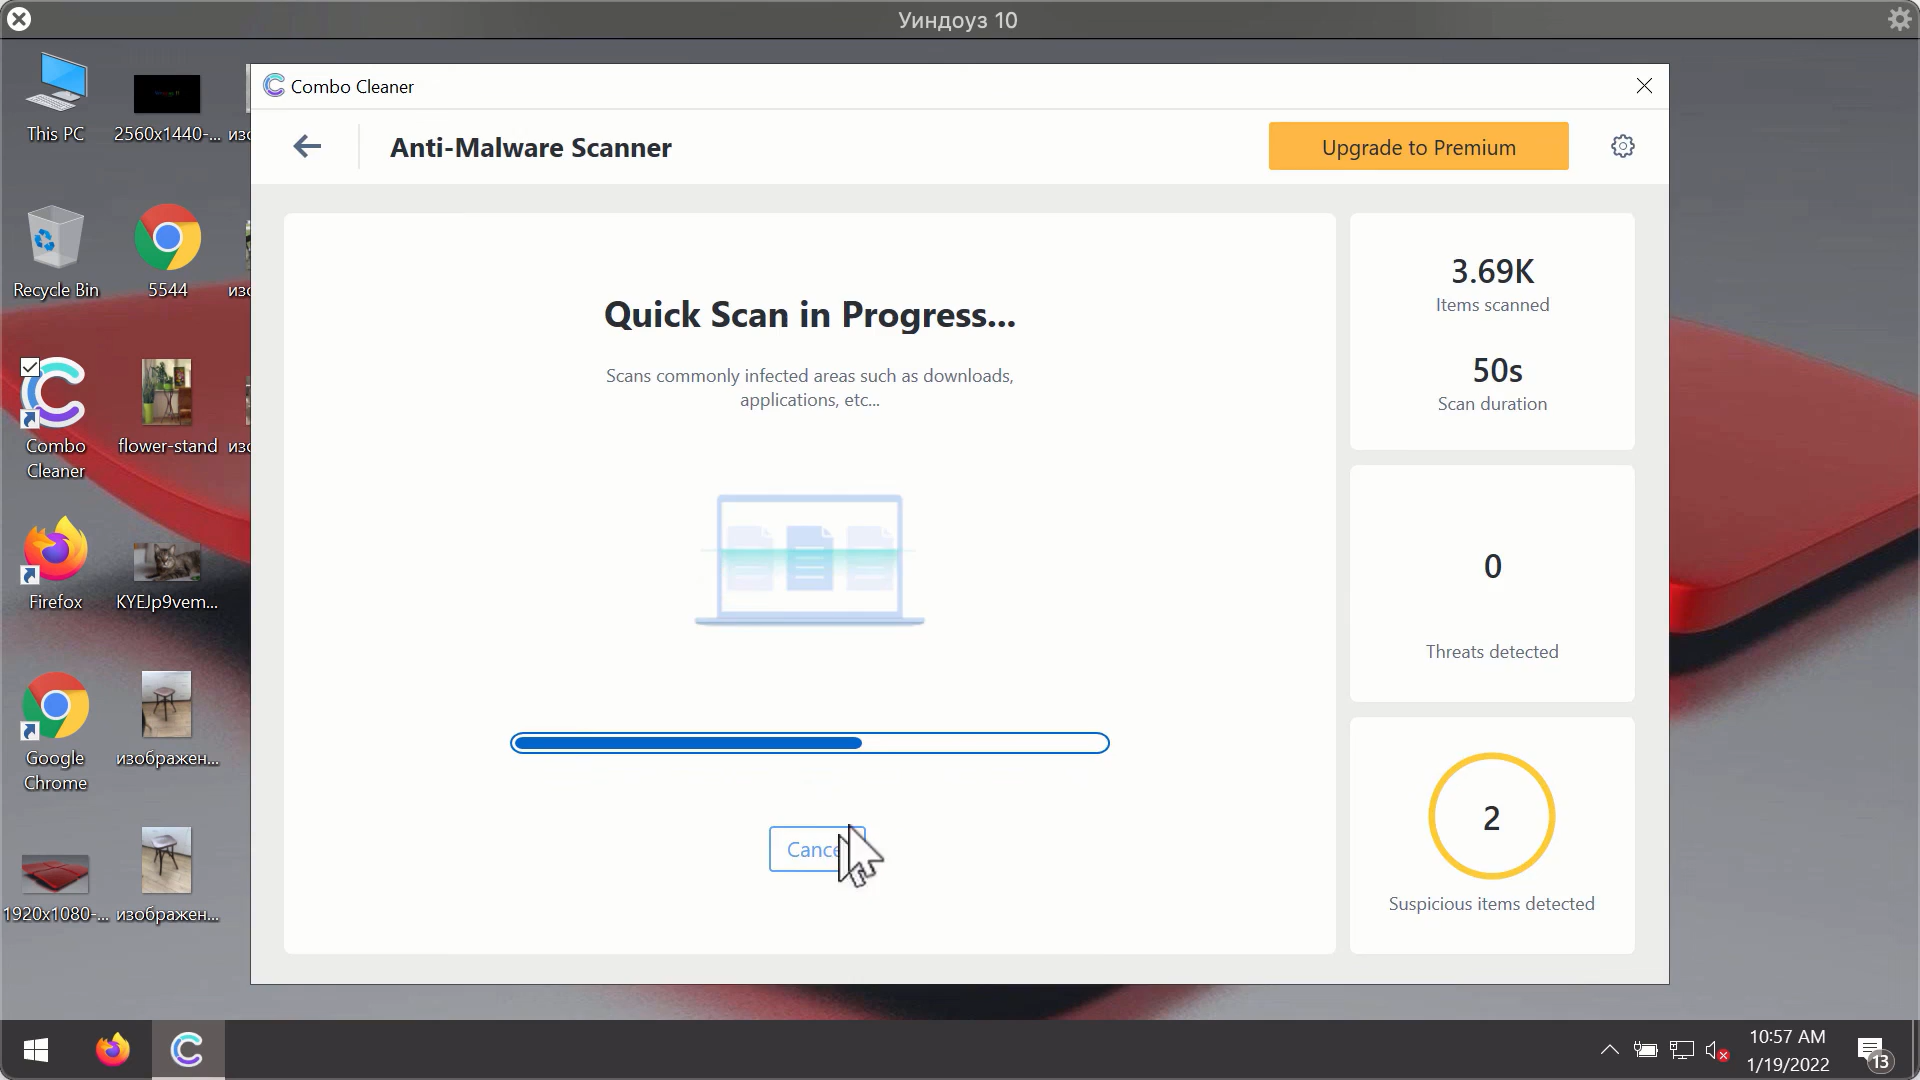 Уиндоуз 10
This PC
2560x1440-...
изо
Combo Cleaner
Anti-Malware Scanner
Upgrade to Premium
Recycle Bin
5544
изо
Quick Scan in Progress...
Scans commonly infected areas such as downloads,
applications, etc...
3.69K
Items scanned
50s
Scan duration
Combo
Cleaner
flower-stand
изо
0
Threats detected
Firefox
KYEJp9vem...
Google
Chrome
изображен...
2
Suspicious items detected
Cance
1920x1080-...
изображен...
10:57 AM
1/19/2022
13